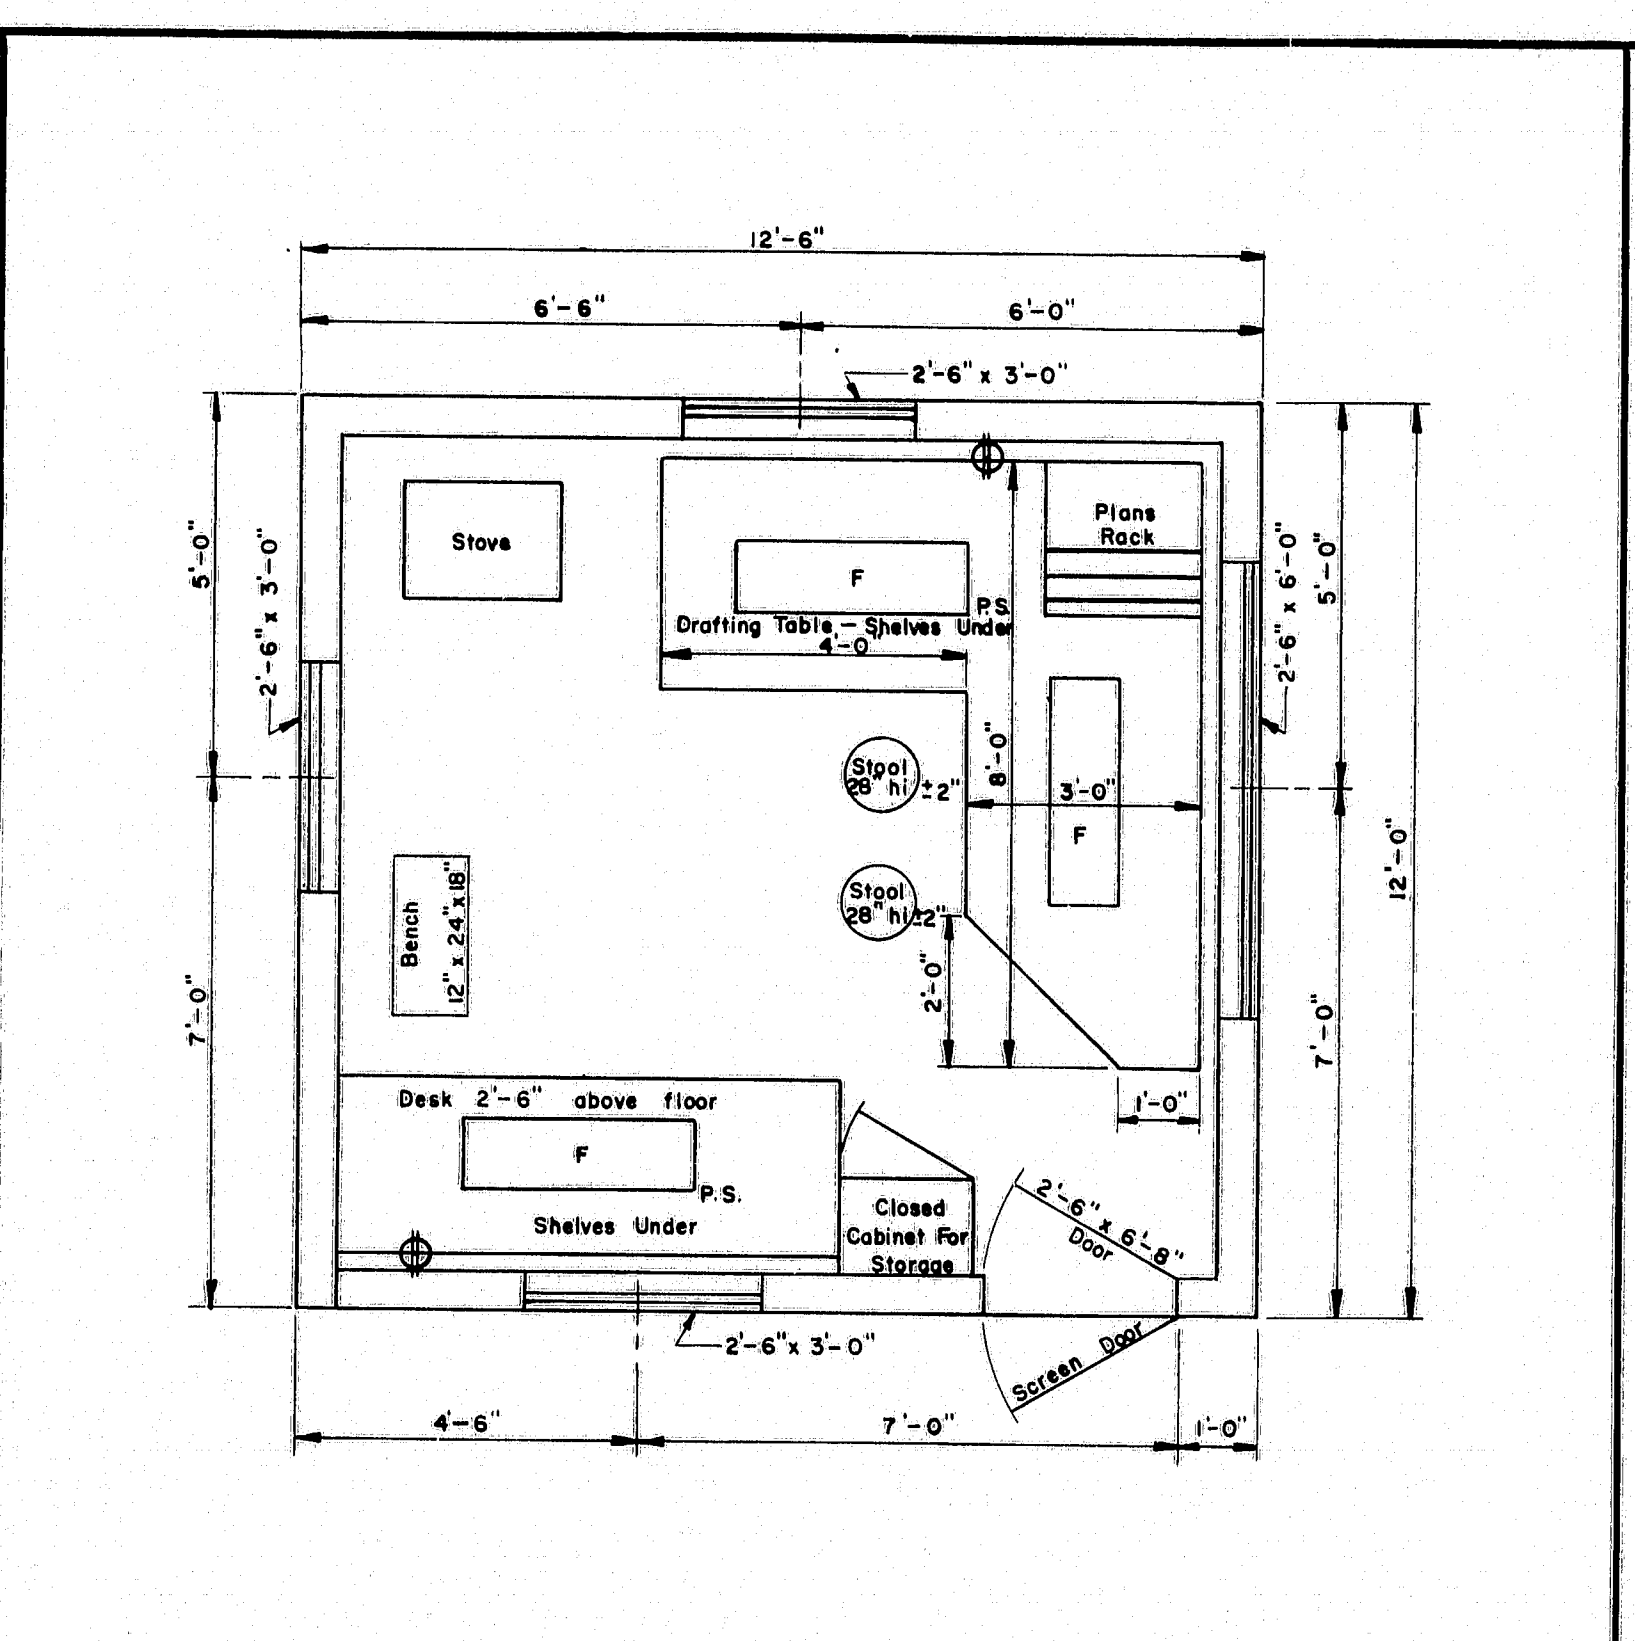 12'-6"
6'-6"
6'-0"
2'-6" x 3'-0"
5'-0"
2'-6" x 3'-0"
Stove
F
P.S.
Drafting Table – Shelves Under
4'-0"
Plans
Rack
2'-6" x 6'-0"
5'-0"
Stool
28" hi ±2"
8'-0"
3'-0"
F
12'-0"
Stool
28" hi ±2"
2'-0"
Bench
12" x 24" x 18"
7'-0"
7'-0"
1'-0"
Desk 2'-6" above floor
F
P.S.
Shelves Under
Closed
Cabinet For
Storage
2'-6" x 6'-8"
Door
Screen Door
2'-6" x 3'-0"
4'-6"
7'-0"
1'-0"